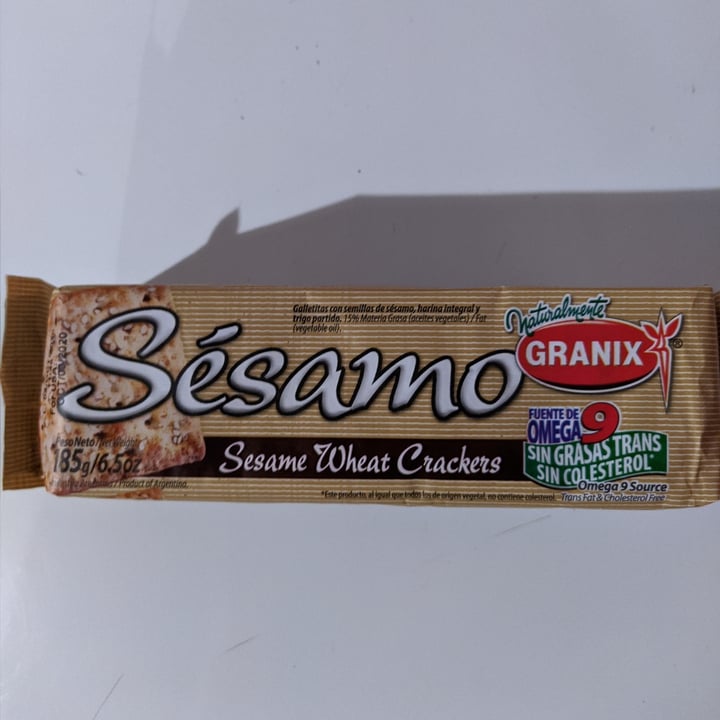 Galletitas con semillas de sésamo, harina integral y
trigo partido. 15% Materia Grasa (aceites vegetales) / Fat
(vegetable oil).
Naturalmente
GRANIX
®
Sésamo
Sesame Wheat Crackers
FUENTE DE
OMEGA 9
SIN GRASAS TRANS
SIN COLESTEROL*
Omega 9 Source
Trans Fat & Cholesterol Free
Peso Neto / Net Weight
185g/6.5oz
/ Product of Argentina.
*Este producto, al igual que todos los de origen vegetal, no contiene colesterol.